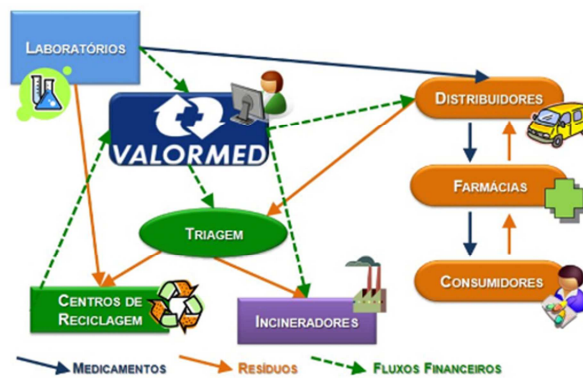 LABORATÓRIOS
VALORMED
DISTRIBUIDORES
FARMÁCIAS
TRIAGEM
CONSUMIDORES
CENTROS DE
RECICLAGEM
INCINERADORES
MEDICAMENTOS
RESÍDUOS
FLUXOS FINANCEIROS